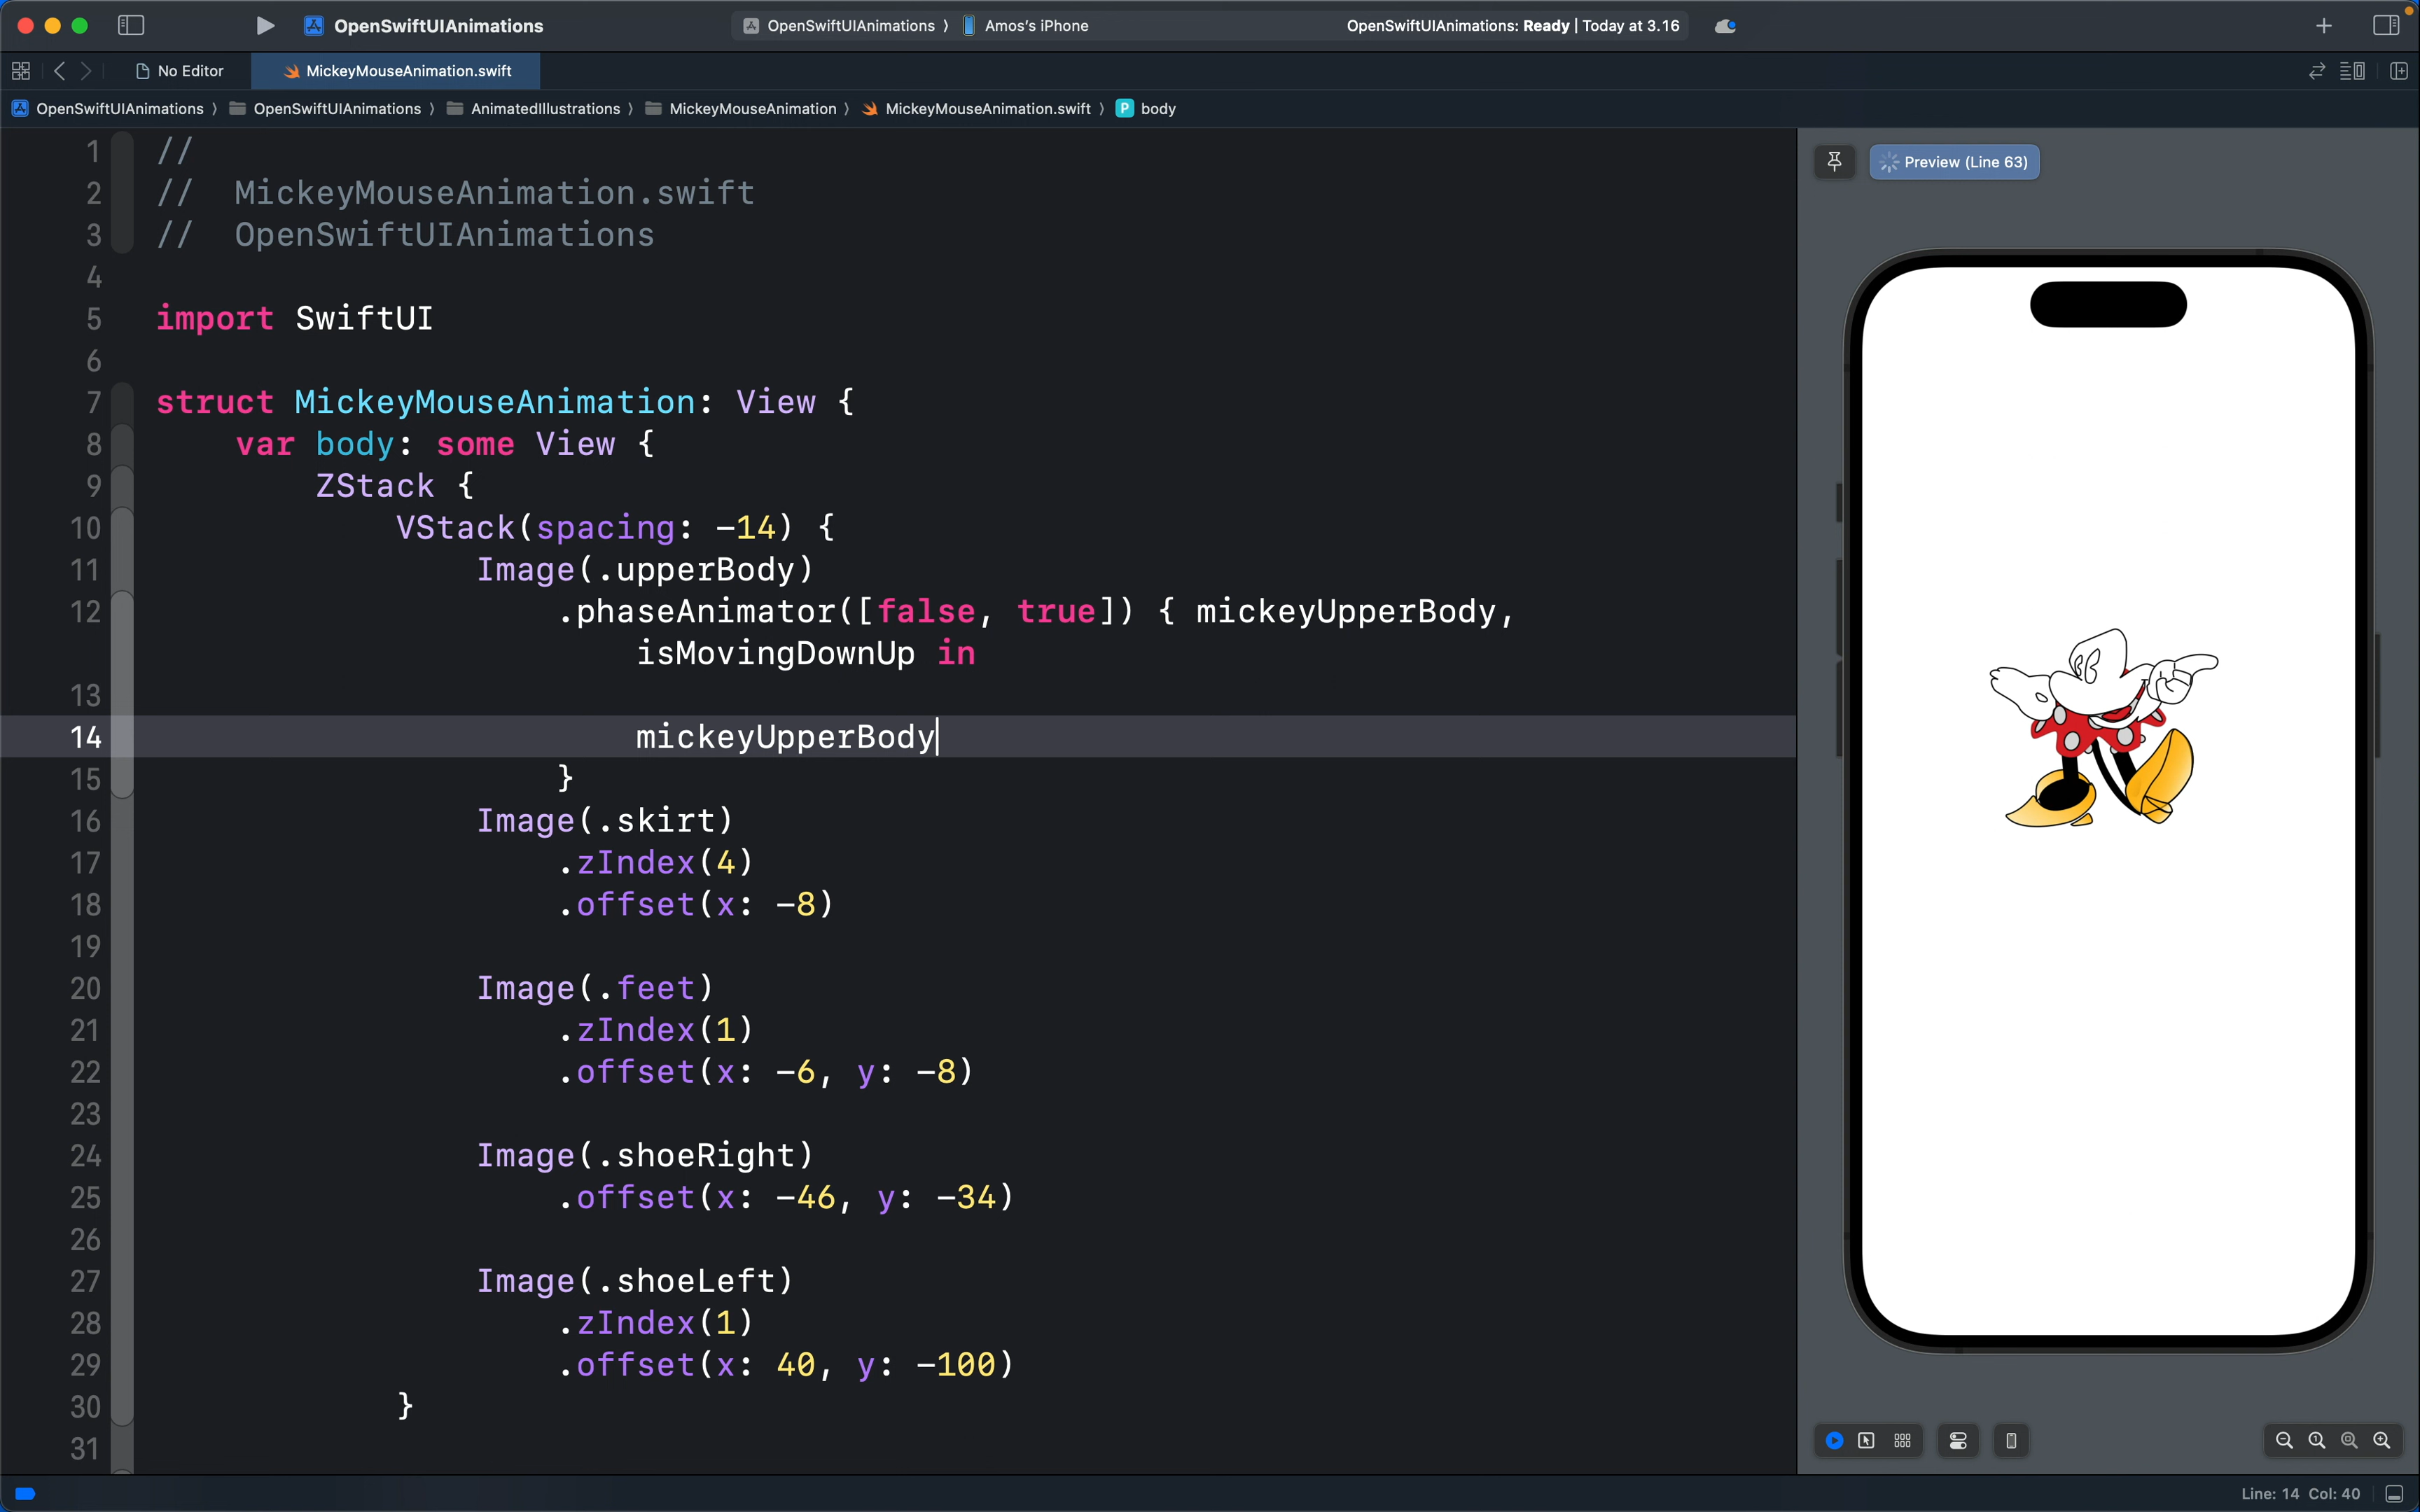 OpenSwiftUIAnimations
OpenSwiftUIAnimations ⟩ Amos's iPhone
OpenSwiftUIAnimations: Ready | Today at 3.16
No Editor
MickeyMouseAnimation.swift
OpenSwiftUIAnimations ⟩ OpenSwiftUIAnimations ⟩ AnimatedIllustrations ⟩ MickeyMouseAnimation ⟩ MickeyMouseAnimation.swift ⟩ P body
1 //
2 //  MickeyMouseAnimation.swift
3 //  OpenSwiftUIAnimations
4
5 import SwiftUI
6
7 struct MickeyMouseAnimation: View {
8     var body: some View {
9         ZStack {
10             VStack(spacing: -14) {
11                 Image(.upperBody)
12                     .phaseAnimator([false, true]) { mickeyUpperBody,
isMovingDownUp in
13
14                         mickeyUpperBody
15                     }
16                 Image(.skirt)
17                     .zIndex(4)
18                     .offset(x: -8)
19
20                 Image(.feet)
21                     .zIndex(1)
22                     .offset(x: -6, y: -8)
23
24                 Image(.shoeRight)
25                     .offset(x: -46, y: -34)
26
27                 Image(.shoeLeft)
28                     .zIndex(1)
29                     .offset(x: 40, y: -100)
30             }
31
Preview (Line 63)
Line: 14  Col: 40